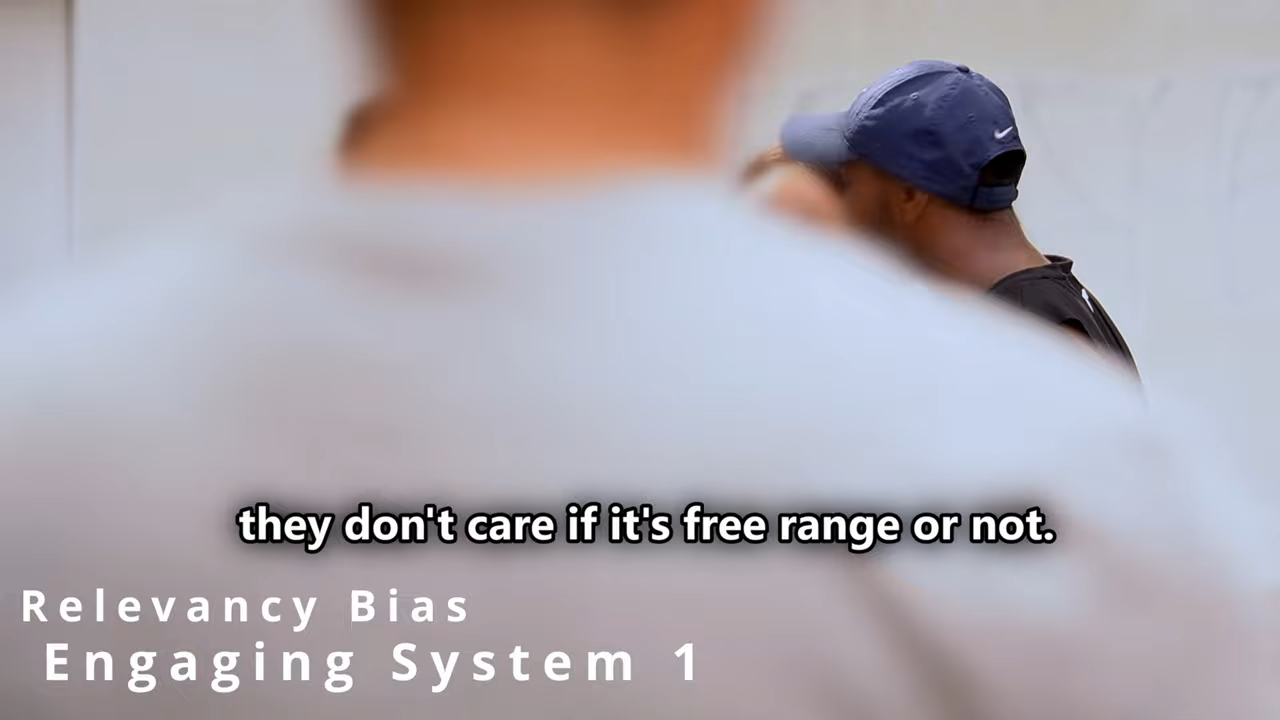 they don't care if it's free range or not.
Relevancy Bias
Engaging System 1